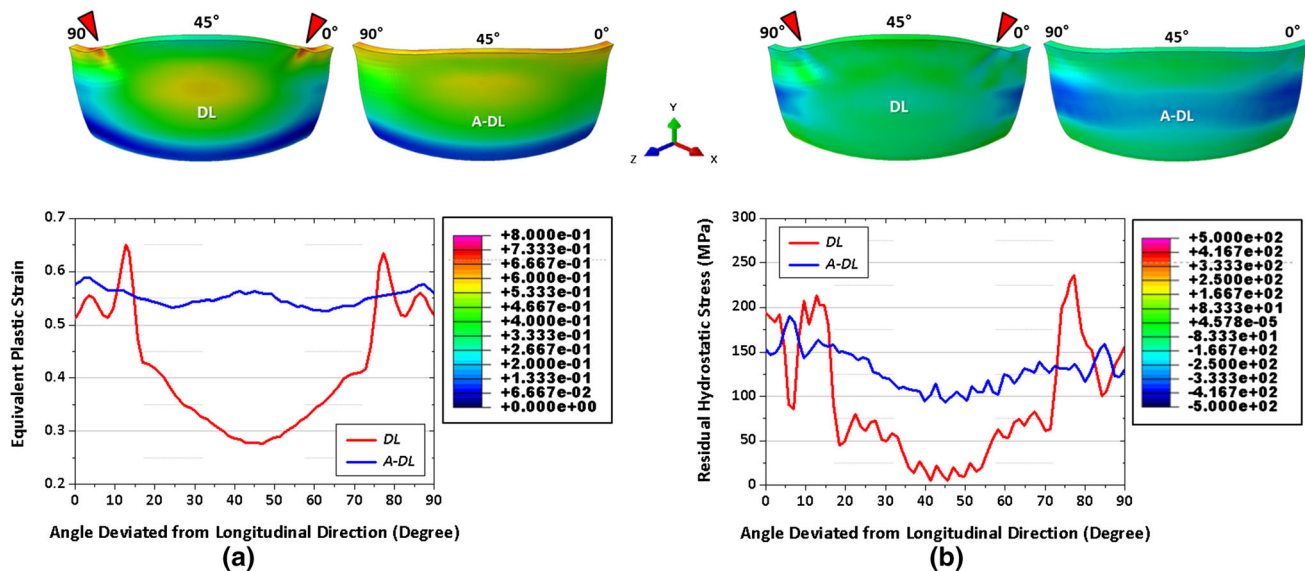 90° 45° 0° 90° 45° 0°
DL A-DL
90° 45° 0° 90° 45° 0°
DL A-DL
Y
Z X
Equivalent Plastic Strain
0.7
0.6
0.5
0.4
0.3
0.2
0 10 20 30 40 50 60 70 80 90
DL
A-DL
Angle Deviated from Longitudinal Direction (Degree)
+8.000e-01
+7.333e-01
+6.667e-01
+6.000e-01
+5.333e-01
+4.667e-01
+4.000e-01
+3.333e-01
+2.667e-01
+2.000e-01
+1.333e-01
+6.667e-02
+0.000e+00
(a)
Residual Hydrostatic Stress (MPa)
300
250
200
150
100
50
0
0 10 20 30 40 50 60 70 80 90
DL
A-DL
Angle Deviated from Longitudinal Direction (Degree)
+5.000e+02
+4.167e+02
+3.333e+02
+2.500e+02
+1.667e+02
+8.333e+01
+4.578e-05
-8.333e+01
-1.667e+02
-2.500e+02
-3.333e+02
-4.167e+02
-5.000e+02
(b)